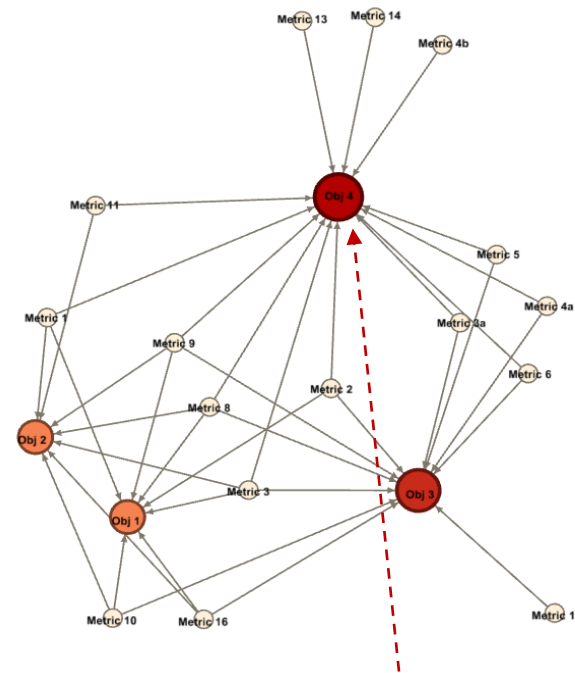 Metric 13
Metric 14
Metric 4b
Obj 4
Metric 11
Metric 5
Metric 4a
Metric 1
Metric 3a
Metric 9
Metric 6
Metric 2
Metric 8
Obj 2
Metric 3
Obj 3
Obj 1
Metric 10
Metric 16
Metric 1